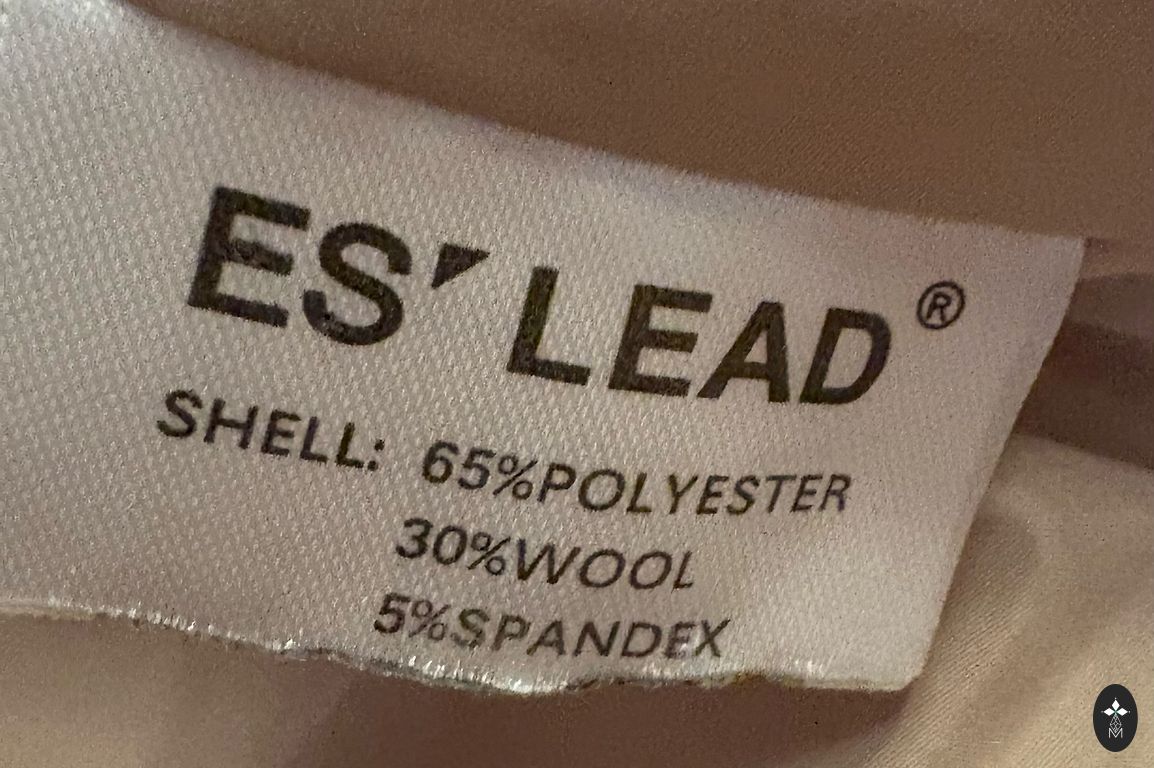 ES' LEAD®
SHELL: 65%POLYESTER
30%WOOL
5%SPANDEX
M